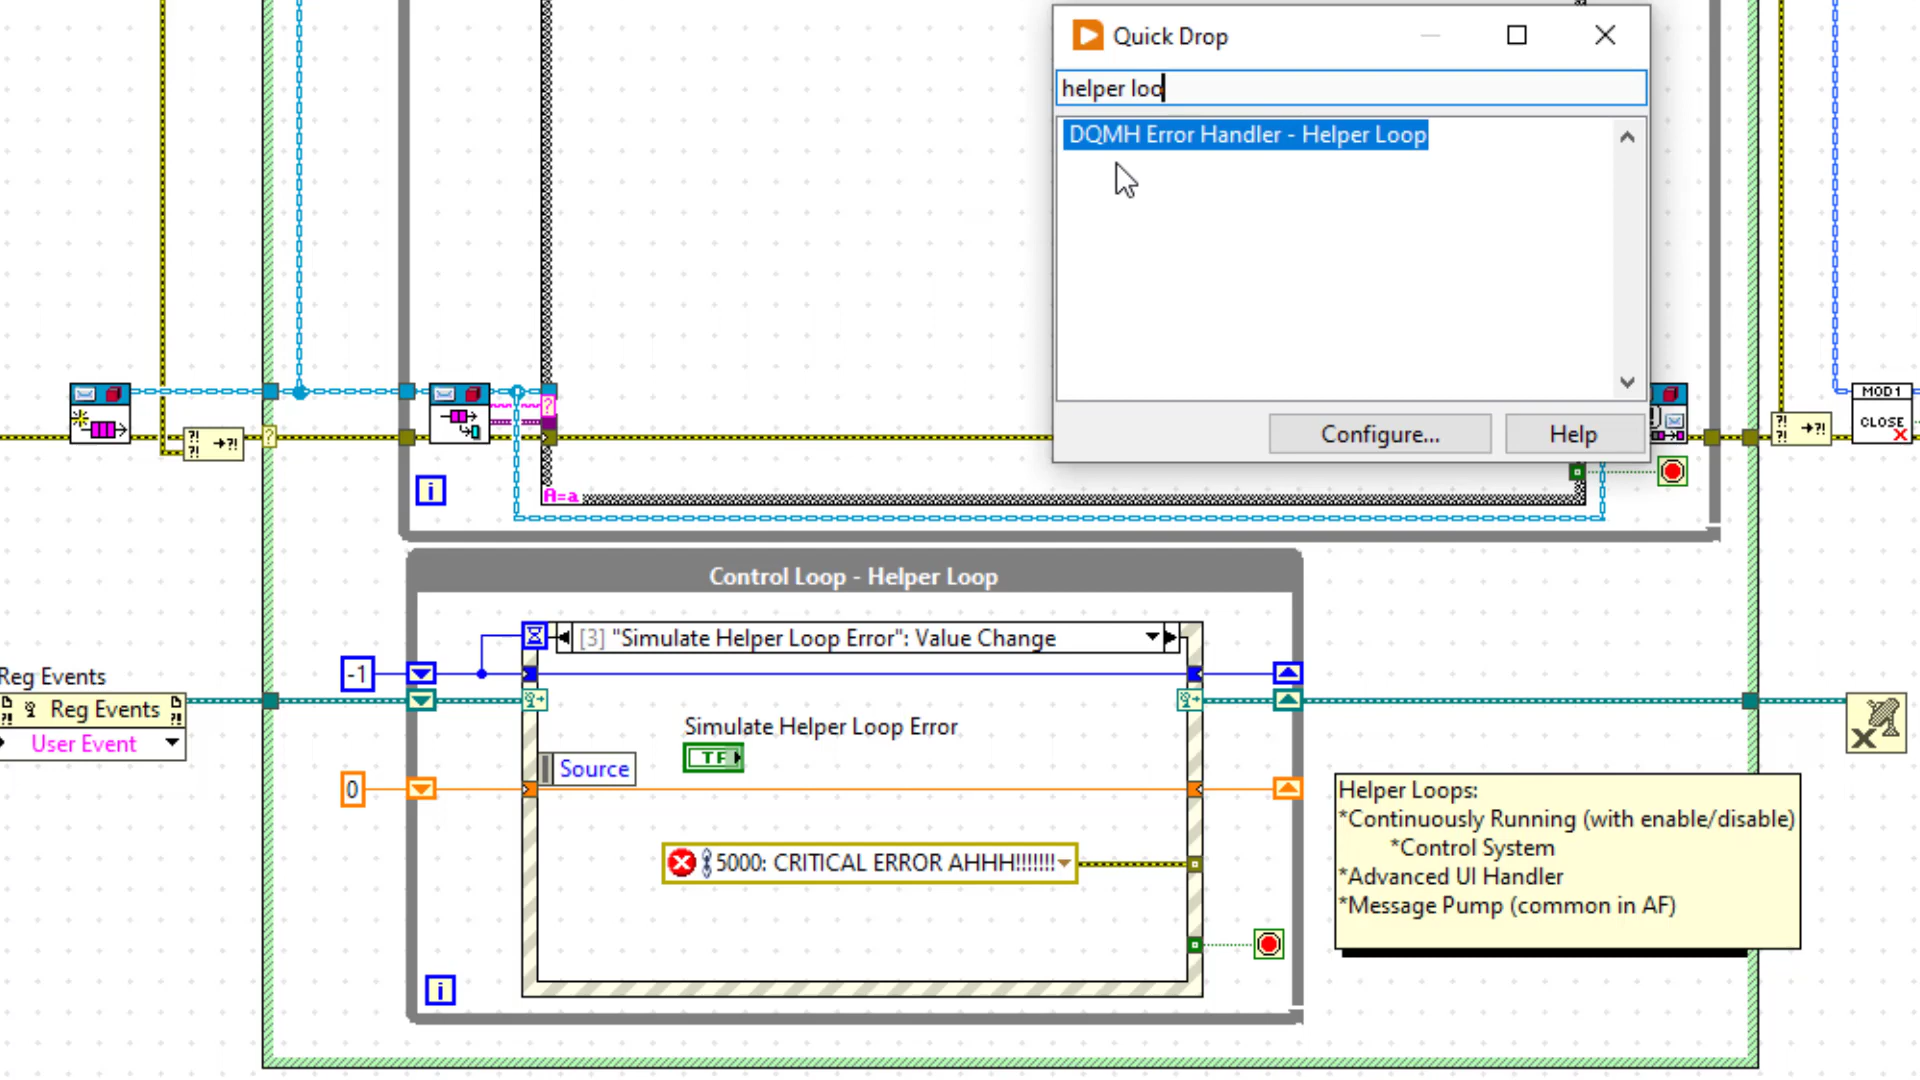 Quick Drop
helper loo
DQMH Error Handler - Helper Loop
Configure...
Help
MOD1
CLOSE
A=a
i
Control Loop - Helper Loop
[3] "Simulate Helper Loop Error": Value Change
-1
Reg Events
Reg Events
User Event
Simulate Helper Loop Error
TF
Source
0
5000: CRITICAL ERROR AHHH!!!!!!!
Helper Loops:
*Continuously Running (with enable/disable)
*Control System
*Advanced UI Handler
*Message Pump (common in AF)
i